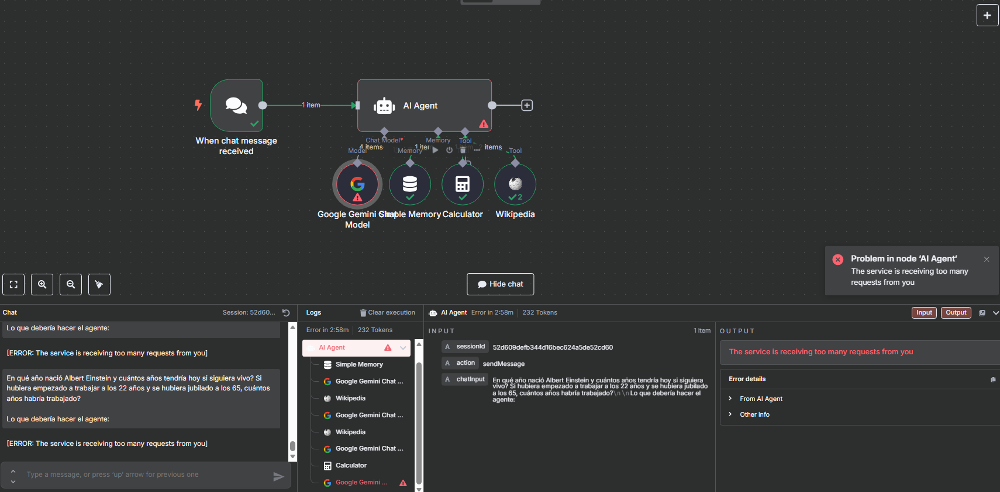 1 item
AI Agent
When chat message
received
Chat Model*
Memory
Tool
4 items
items
Model
Memory
Tool
2
Google Gemini
Model
Simple Memory
Calculator
Wikipedia
Problem in node ‘AI Agent’
The service is receiving too many
requests from you
Hide chat
Chat
Session: 52d60...
Lo que debería hacer el agente:
[ERROR: The service is receiving too many requests from you]
En qué año nació Albert Einstein y cuántos años tendría hoy si siguiera vivo? Si
hubiera empezado a trabajar a los 22 años y se hubiera jubilado a los 65, cuántos
años habría trabajado?
Lo que debería hacer el agente:
[ERROR: The service is receiving too many requests from you]
Type a message, or press ‘up’ arrow for previous one
Logs
Clear execution
Error in 2:58m
232 Tokens
AI Agent
Simple Memory
Google Gemini Chat ...
Wikipedia
Google Gemini Chat ...
Wikipedia
Google Gemini Chat ...
Calculator
Google Gemini ...
AI Agent
Error in 2:58m
232 Tokens
Input
Output
INPUT
1 item
A sessionId 52d609defb344d16bec624a5de52cd60
A action sendMessage
A chatInput En qué año nació Albert Einstein y cuántos años tendría hoy si siguiera
vivo? Si hubiera empezado a trabajar a los 22 años y se hubiera jubilado
a los 65, cuántos años habría trabajado?\n \n Lo que debería hacer el
agente:
OUTPUT
The service is receiving too many requests from you
Error details
From AI Agent
Other info